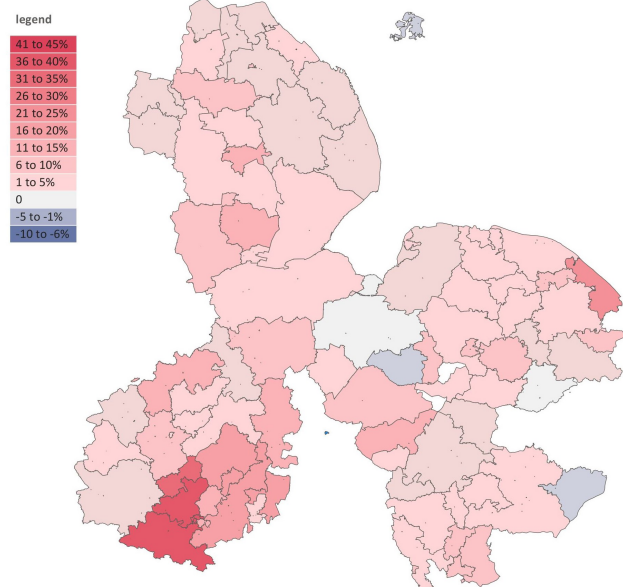 legend
41 to 45%
36 to 40%
31 to 35%
26 to 30%
21 to 25%
16 to 20%
11 to 15%
6 to 10%
1 to 5%
0
-5 to -1%
-10 to -6%